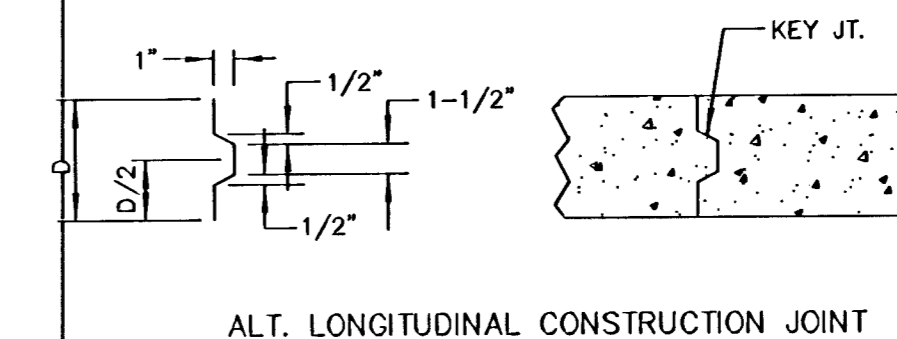 KEY JT.
1"
1/2"
1-1/2"
D
D/2
1/2"
ALT. LONGITUDINAL CONSTRUCTION JOINT